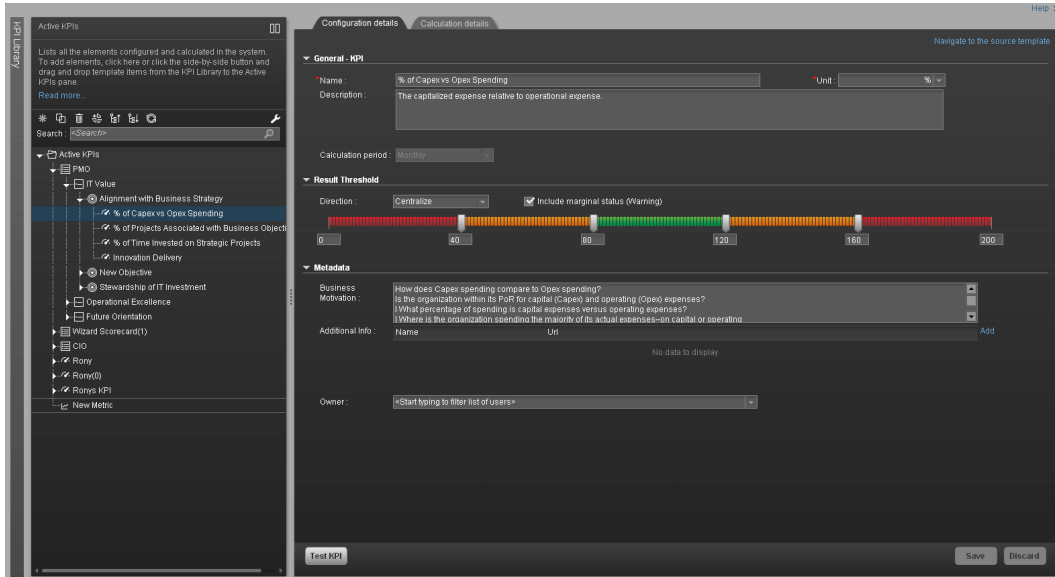 Help
KPI Library
Active KPIs
Lists all the elements configured and calculated in the system.
To add elements, click here or click the side-by-side button and
drag and drop template items from the KPI Library to the Active
KPIs pane.
Read more...
Search : <Search>
Active KPIs
PMO
IT Value
Alignment with Business Strategy
% of Capex vs Opex Spending
% of Projects Associated with Business Objecti
% of Time Invested on Strategic Projects
Innovation Delivery
New Objective
Stewardship of IT Investment
Operational Excellence
Future Orientation
Wizard Scorecard(1)
CIO
Rony
Rony(0)
Ronys KPI
New Metric
Configuration details Calculation details
Navigate to the source template
General - KPI
*Name : % of Capex vs Opex Spending *Unit : %
Description : The capitalized expense relative to operational expense.
Calculation period : Monthly
Result Threshold
Direction : Centralize Include marginal status (Warning)
0 40 80 120 160 200
Metadata
Business Motivation : How does Capex spending compare to Opex spending?
Is the organization within its PoR for capital (Capex) and operating (Opex) expenses?
l What percentage of spending is capital expenses versus operating expenses?
l Where is the organization spending the majority of its actual expenses--on capital or operating
Additional Info : Name Url Add
No data to display
Owner : <Start typing to filter list of users>
Test KPI Save Discard